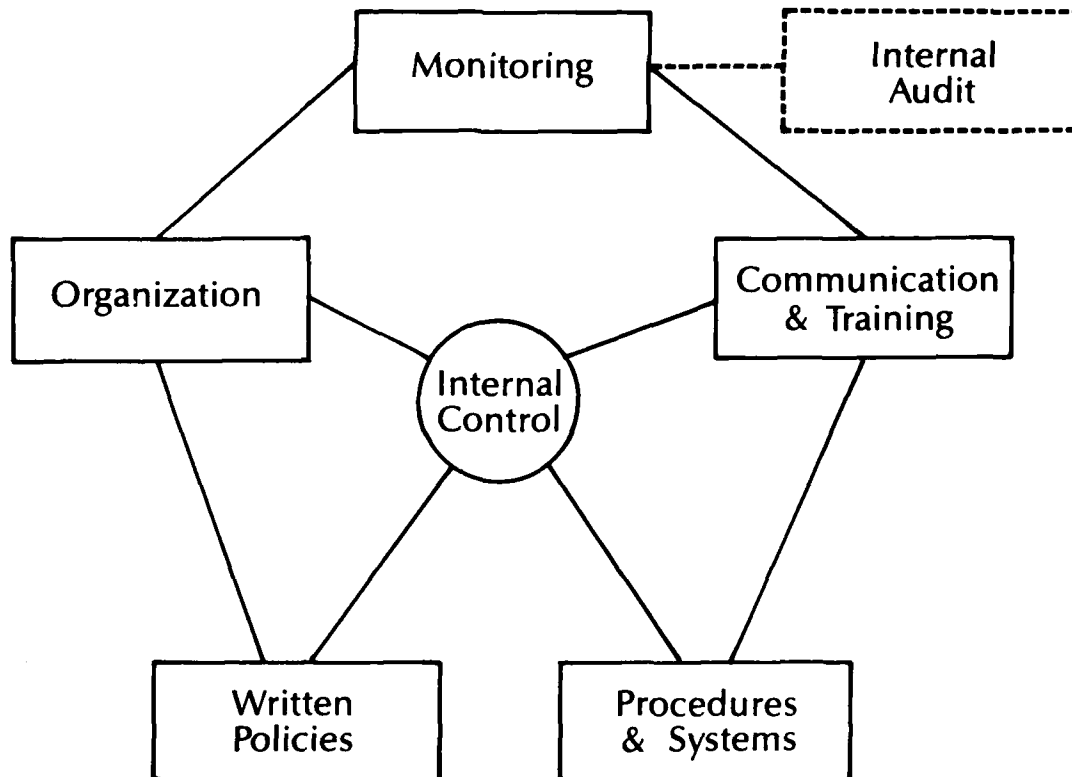 Monitoring
Internal
Audit
Organization
Communication
& Training
Internal
Control
Written
Policies
Procedures
& Systems